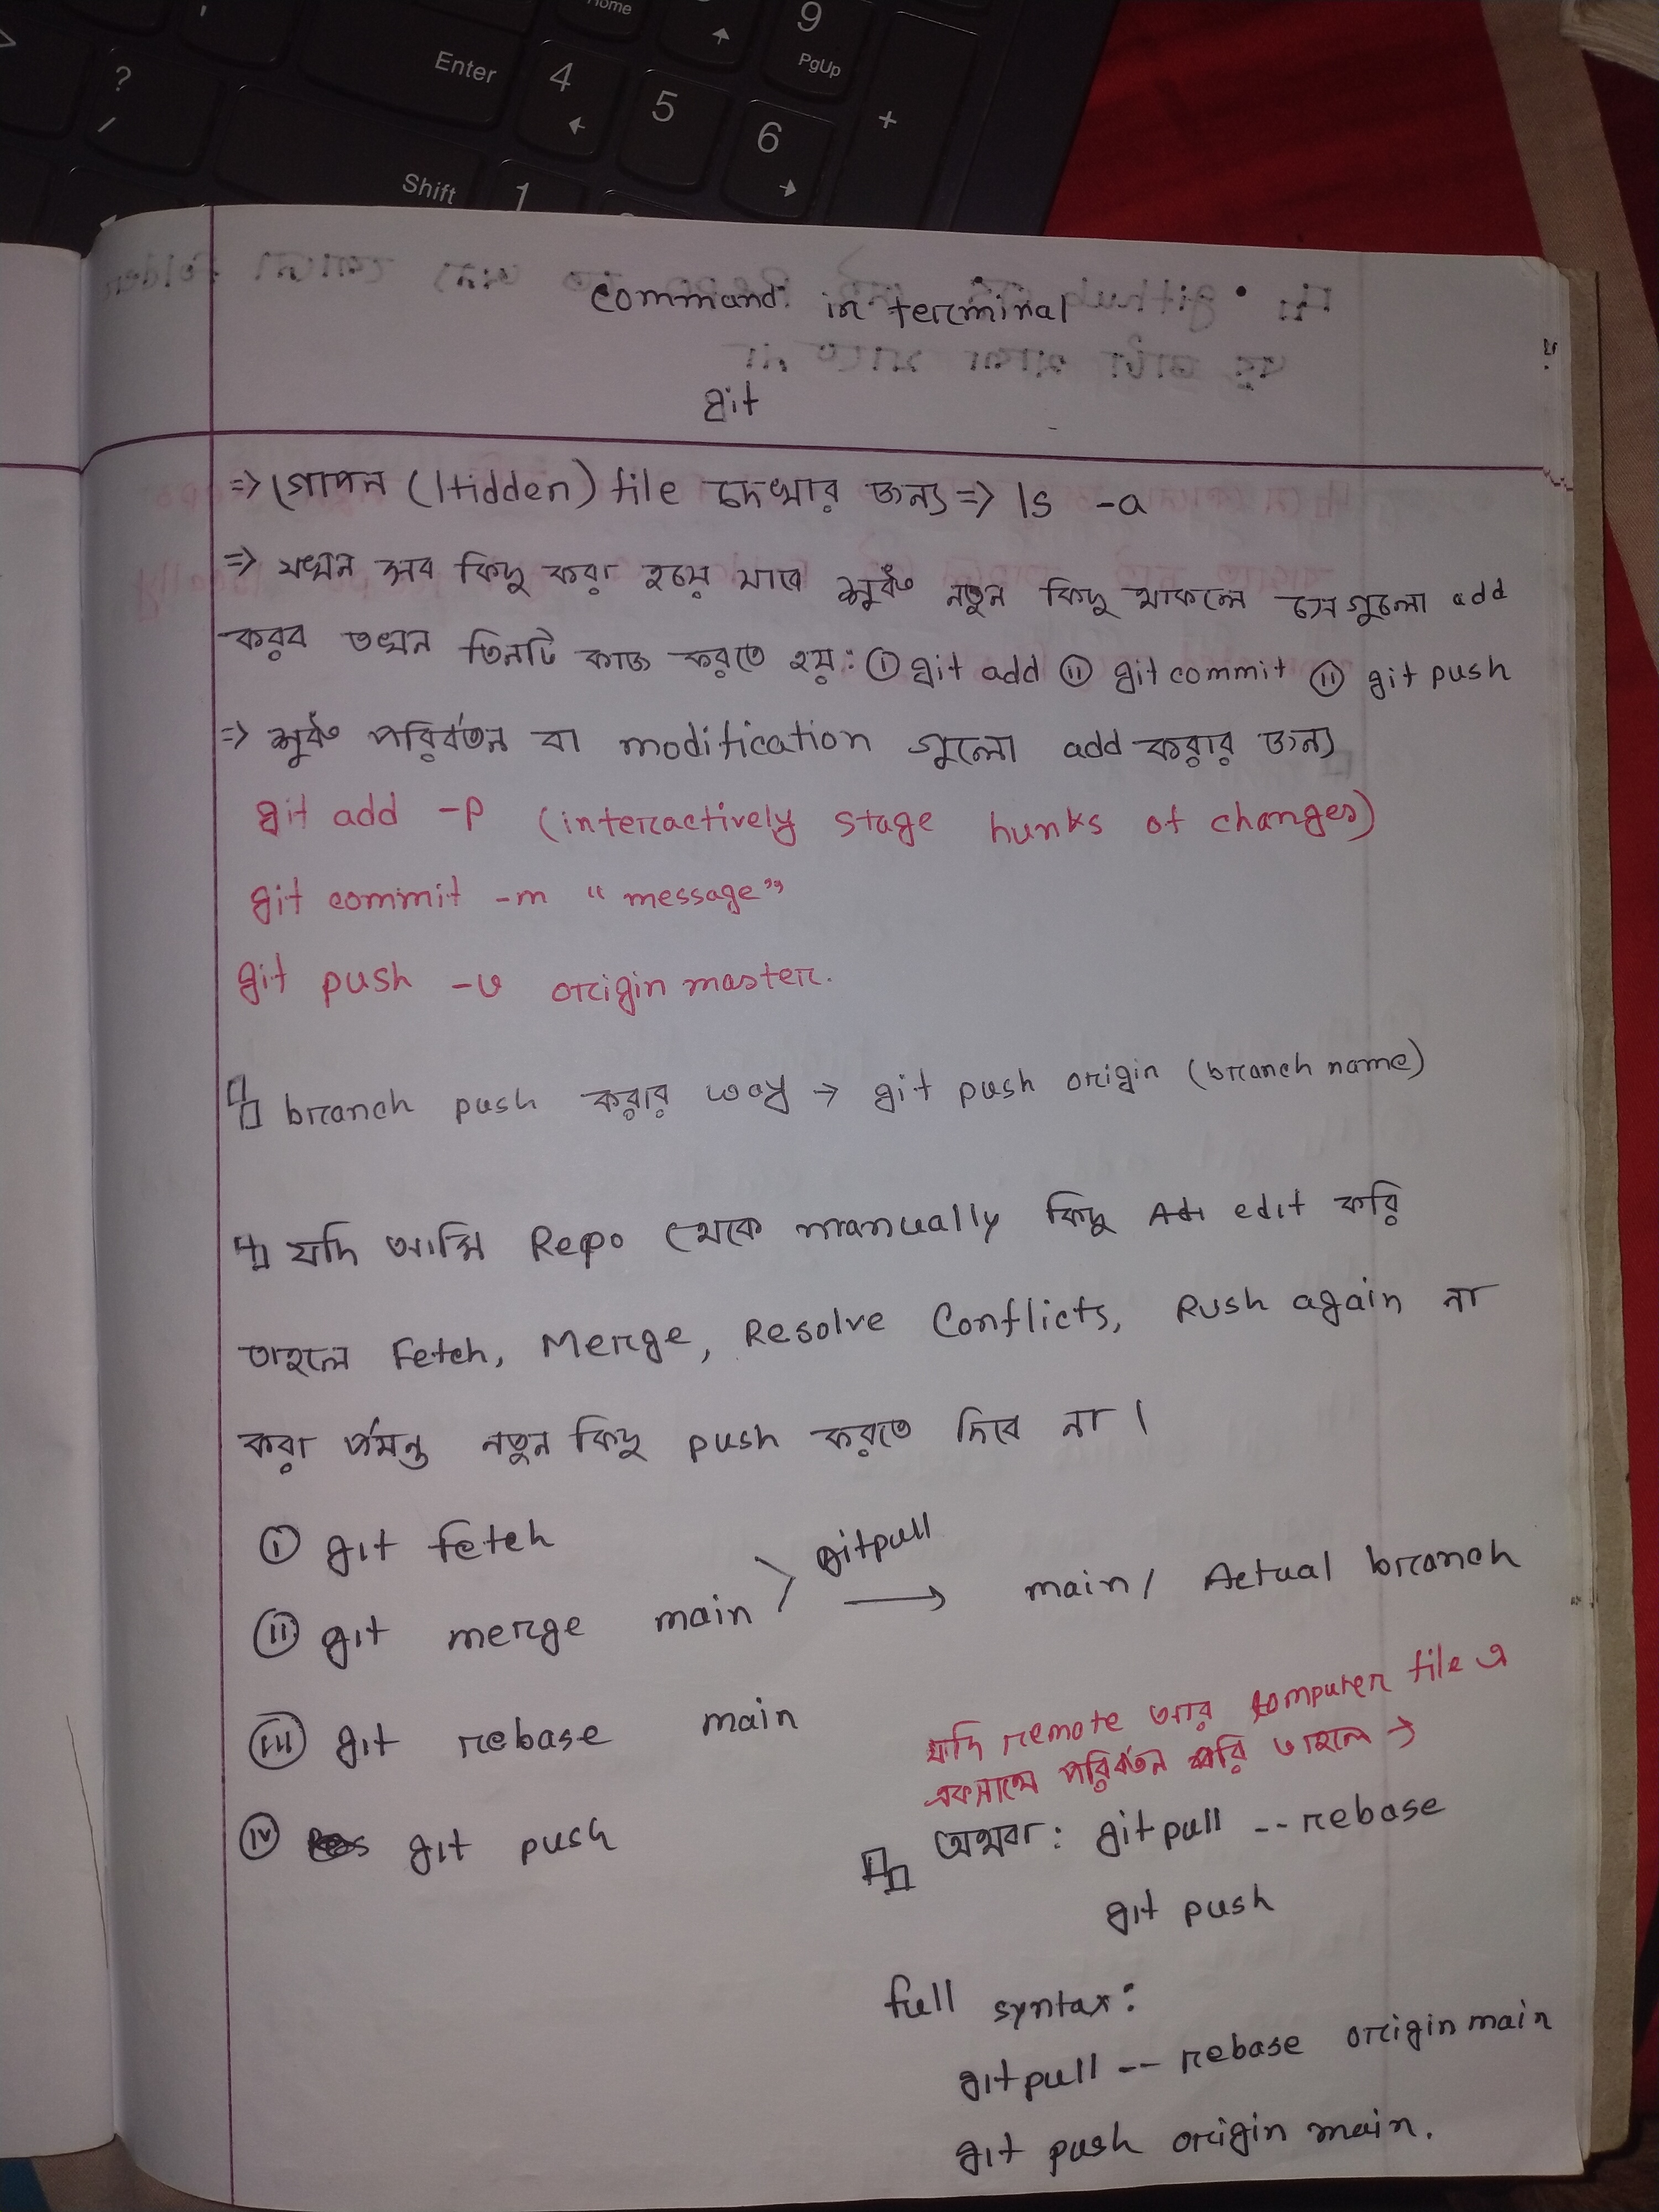 Home
9
PgUp
Enter
4
5
6
+
?
/
Shift
1
command in terminal
git
=> গোপন (Hidden) file দেখার জন্য => ls -a
=> যখন সব কিছু করা হয়ে যাবে শুধু নতুন কিছু থাকলে সেগুলো add
করব তখন তিনটি কাজ করতে হয়: (i) git add (ii) git commit (ii) git push
=> শুধু পরিবর্তন বা modification গুলো add করার জন্য
git add -p (interactively stage hunks of changes)
git commit -m "message"
git push -u origin master.
branch push করার way → git push origin (branch name)
যদি আমি Repo থেকে manually কিছু edit করি
তাহলে Fetch, Merge, Resolve Conflicts, Push again না
করা পর্যন্ত নতুন কিছু push করতে দিবে না।
(i) git fetch
gitpull
(ii) git merge main → main / Actual branch
(iii) git rebase main
যদি remote আর computer file এ
একসাথে পরিবর্তন করি তাহলে →
(iv) git push
অথবা: gitpull --rebase
git push
full syntax:
gitpull -- rebase origin main
git push origin main.